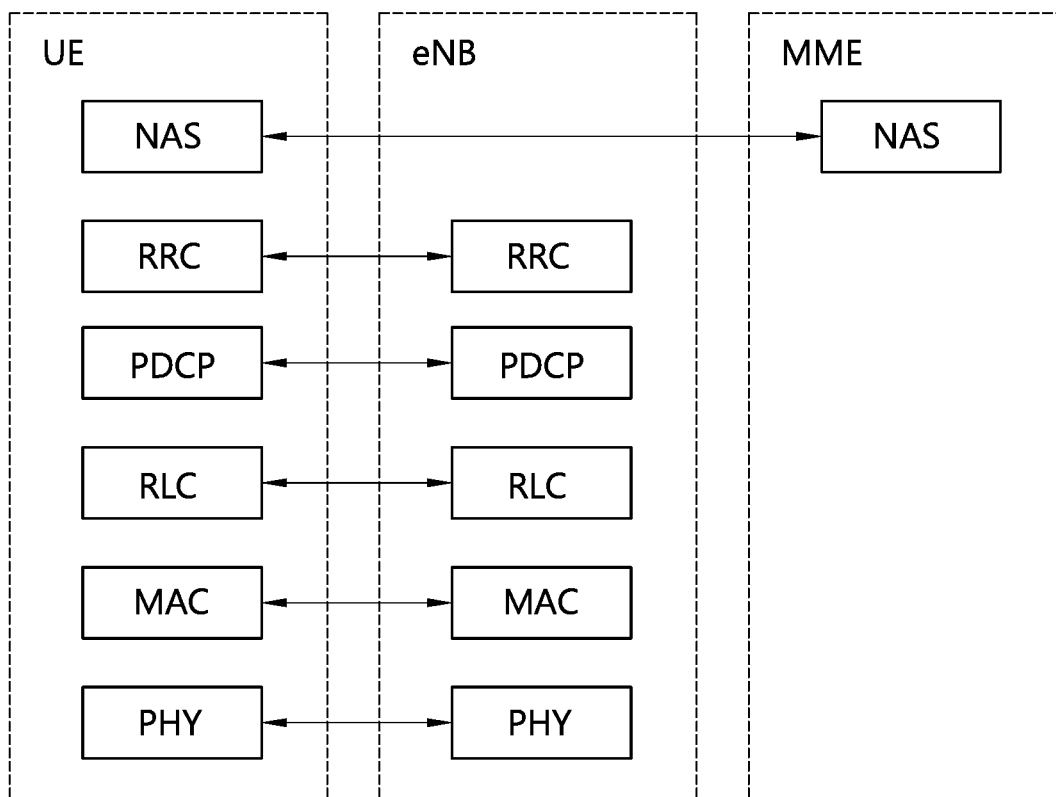 UE eNB MME
NAS NAS
RRC RRC
PDCP PDCP
RLC RLC
MAC MAC
PHY PHY